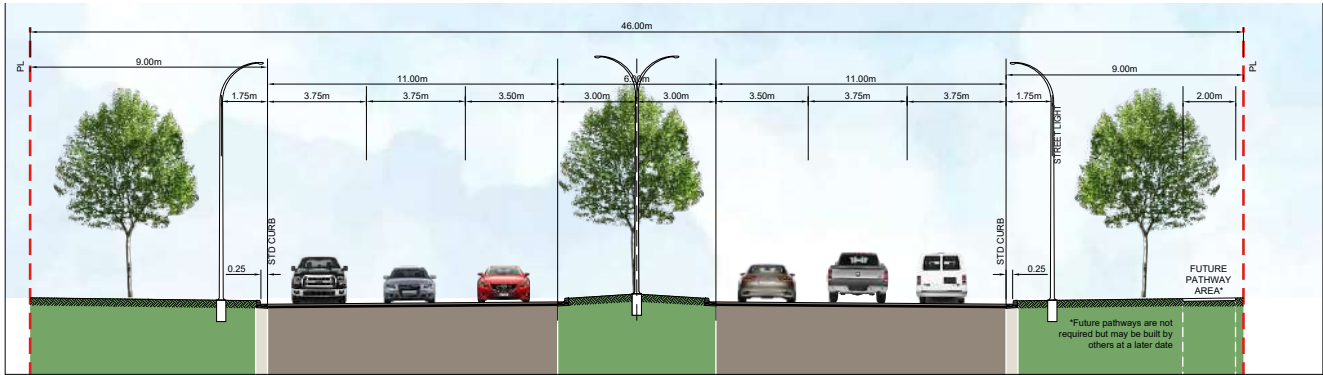 46.00m
PL
PL
9.00m
11.00m
6.00m
11.00m
9.00m
1.75m
3.75m
3.75m
3.50m
3.00m
3.00m
3.50m
3.75m
3.75m
1.75m
2.00m
STREET LIGHT
STD CURB
STD CURB
0.25
0.25
FUTURE
PATHWAY
AREA*
*Future pathways are not
required but may be built by
others at a later date